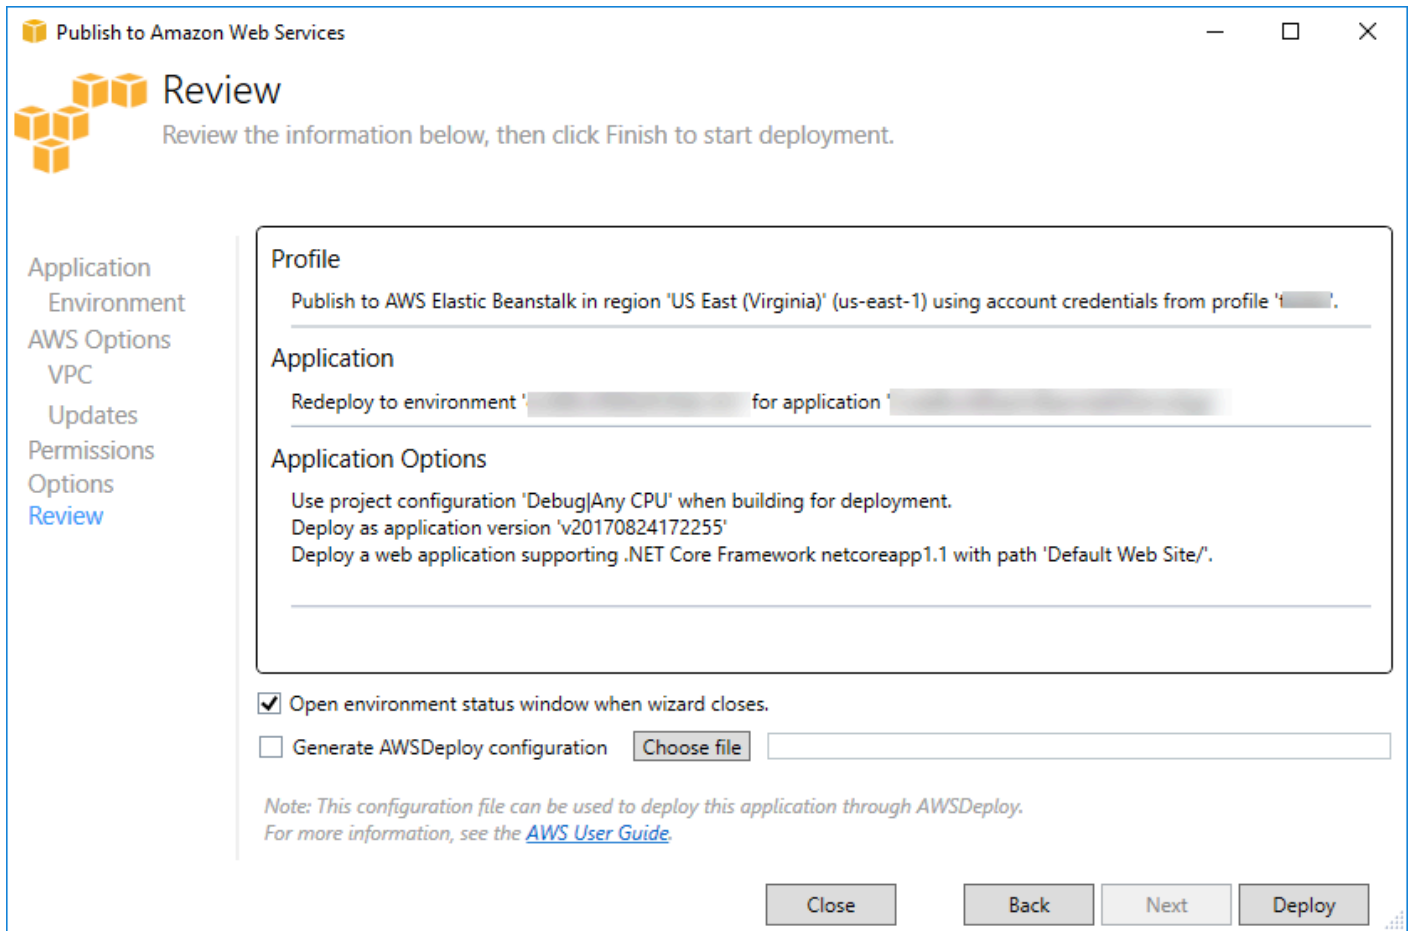 Publish to Amazon Web Services
Review
Review the information below, then click Finish to start deployment.
Application
Environment
AWS Options
VPC
Updates
Permissions
Options
Review
Profile
Publish to AWS Elastic Beanstalk in region 'US East (Virginia)' (us-east-1) using account credentials from profile '
Application
Redeploy to environment ' for application '
Application Options
Use project configuration 'Debug|Any CPU' when building for deployment.
Deploy as application version 'v20170824172255'
Deploy a web application supporting .NET Core Framework netcoreapp1.1 with path 'Default Web Site/'.
Open environment status window when wizard closes.
Generate AWSDeploy configuration Choose file
Note: This configuration file can be used to deploy this application through AWSDeploy.
For more information, see the AWS User Guide.
Close Back Next Deploy